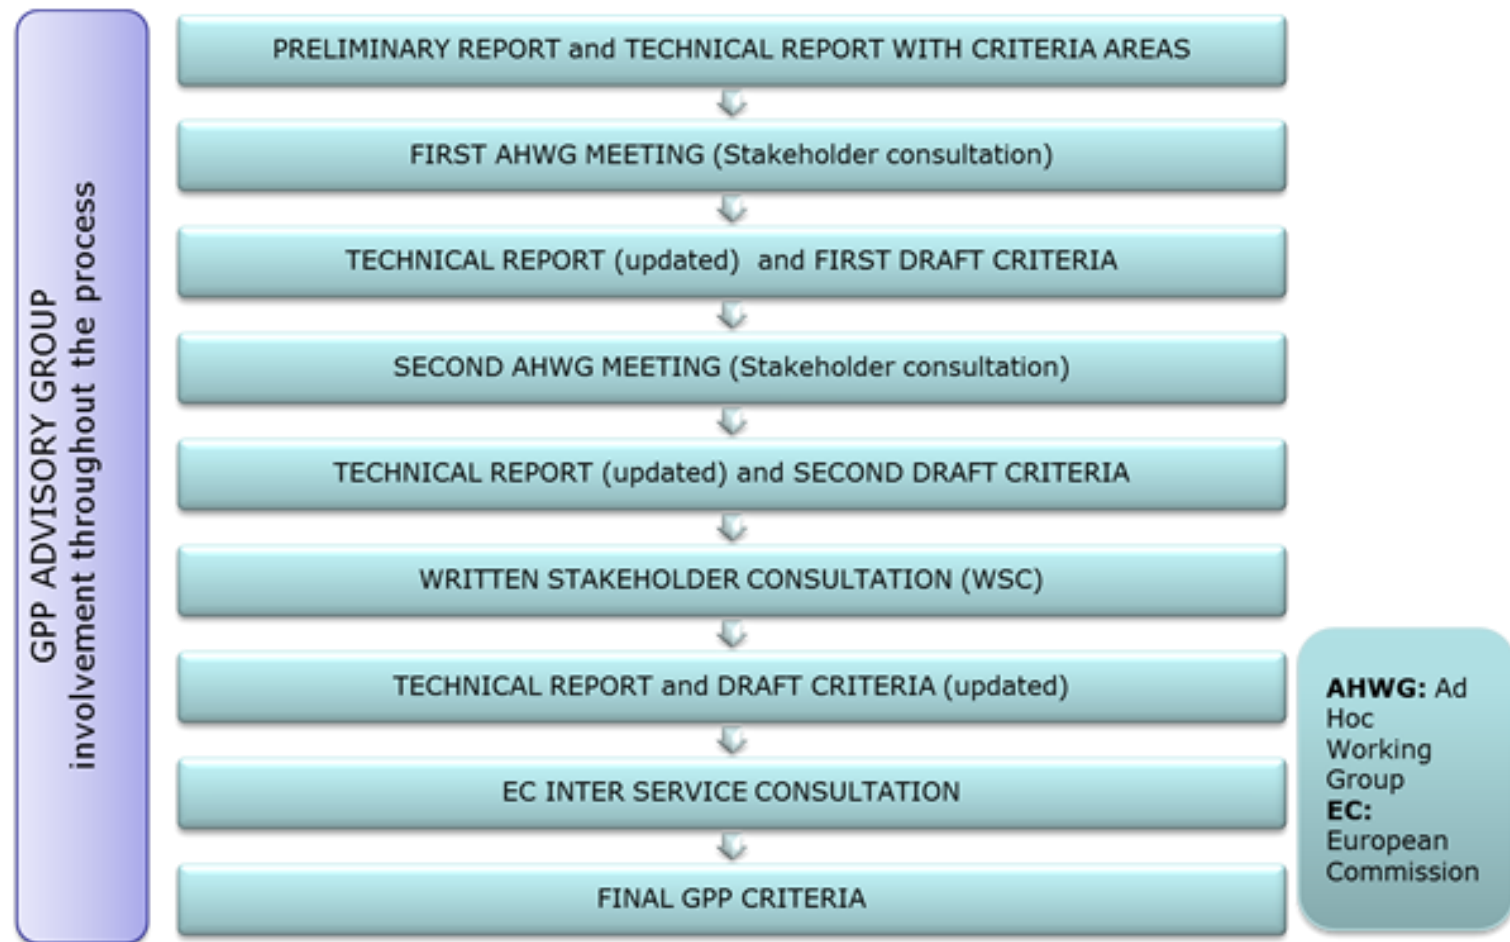 GPP ADVISORY GROUP
involvement throughout the process
PRELIMINARY REPORT and TECHNICAL REPORT WITH CRITERIA AREAS
FIRST AHWG MEETING (Stakeholder consultation)
TECHNICAL REPORT (updated)  and FIRST DRAFT CRITERIA
SECOND AHWG MEETING (Stakeholder consultation)
TECHNICAL REPORT (updated) and SECOND DRAFT CRITERIA
WRITTEN STAKEHOLDER CONSULTATION (WSC)
TECHNICAL REPORT and DRAFT CRITERIA (updated)
EC INTER SERVICE CONSULTATION
FINAL GPP CRITERIA
AHWG: Ad
Hoc
Working
Group
EC:
European
Commission